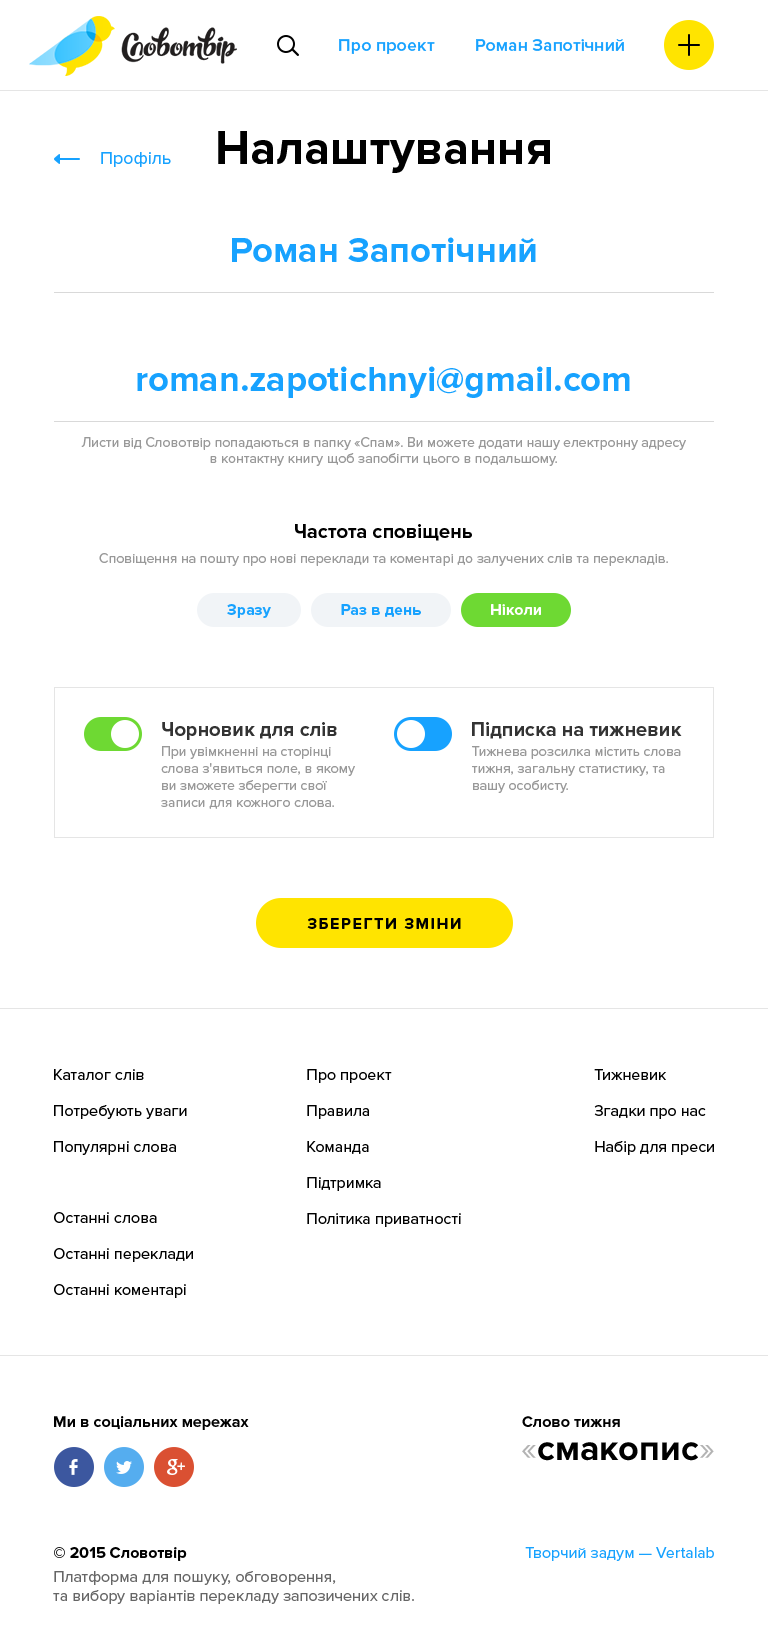 Словотвір
Про проект
Роман Запотічний
Профіль
Налаштування
Роман Запотічний
roman.zapotichnyi@gmail.com
Листи від Словотвір попадаються в папку «Спам». Ви можете додати нашу електронну адресу
в контактну книгу щоб запобігти цього в подальшому.
Частота сповіщень
Сповіщення на пошту про нові переклади та коментарі до залучених слів та перекладів.
Зразу
Раз в день
Ніколи
Чорновик для слів
При увімкненні на сторінці
слова з'явиться поле, в якому
ви зможете зберегти свої
записи для кожного слова.
Підписка на тижневик
Тижнева розсилка містить слова
тижня, загальну статистику, та
вашу особисту.
ЗБЕРЕГТИ ЗМІНИ
Каталог слів
Потребують уваги
Популярні слова
Останні слова
Останні переклади
Останні коментарі
Про проект
Правила
Команда
Підтримка
Політика приватності
Тижневик
Згадки про нас
Набір для преси
Ми в соціальних мережах
f
g+
Слово тижня
«смакопис»
© 2015 Словотвір
Платформа для пошуку, обговорення,
та вибору варіантів перекладу запозичених слів.
Творчий задум — Vertalab